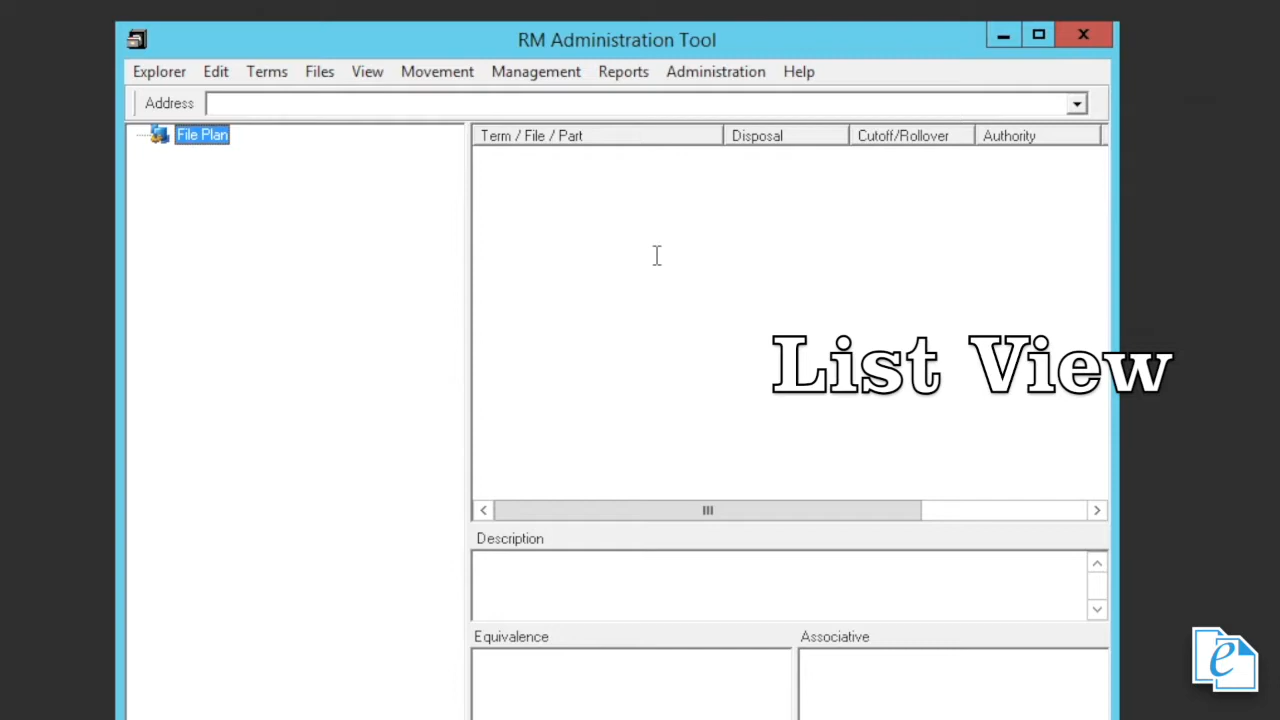 RM Administration Tool
Explorer Edit Terms Files View Movement Management Reports Administration Help
Address
File Plan
Term / File / Part Disposal Cutoff/Rollover Authority
List View
Description
Equivalence Associative
e